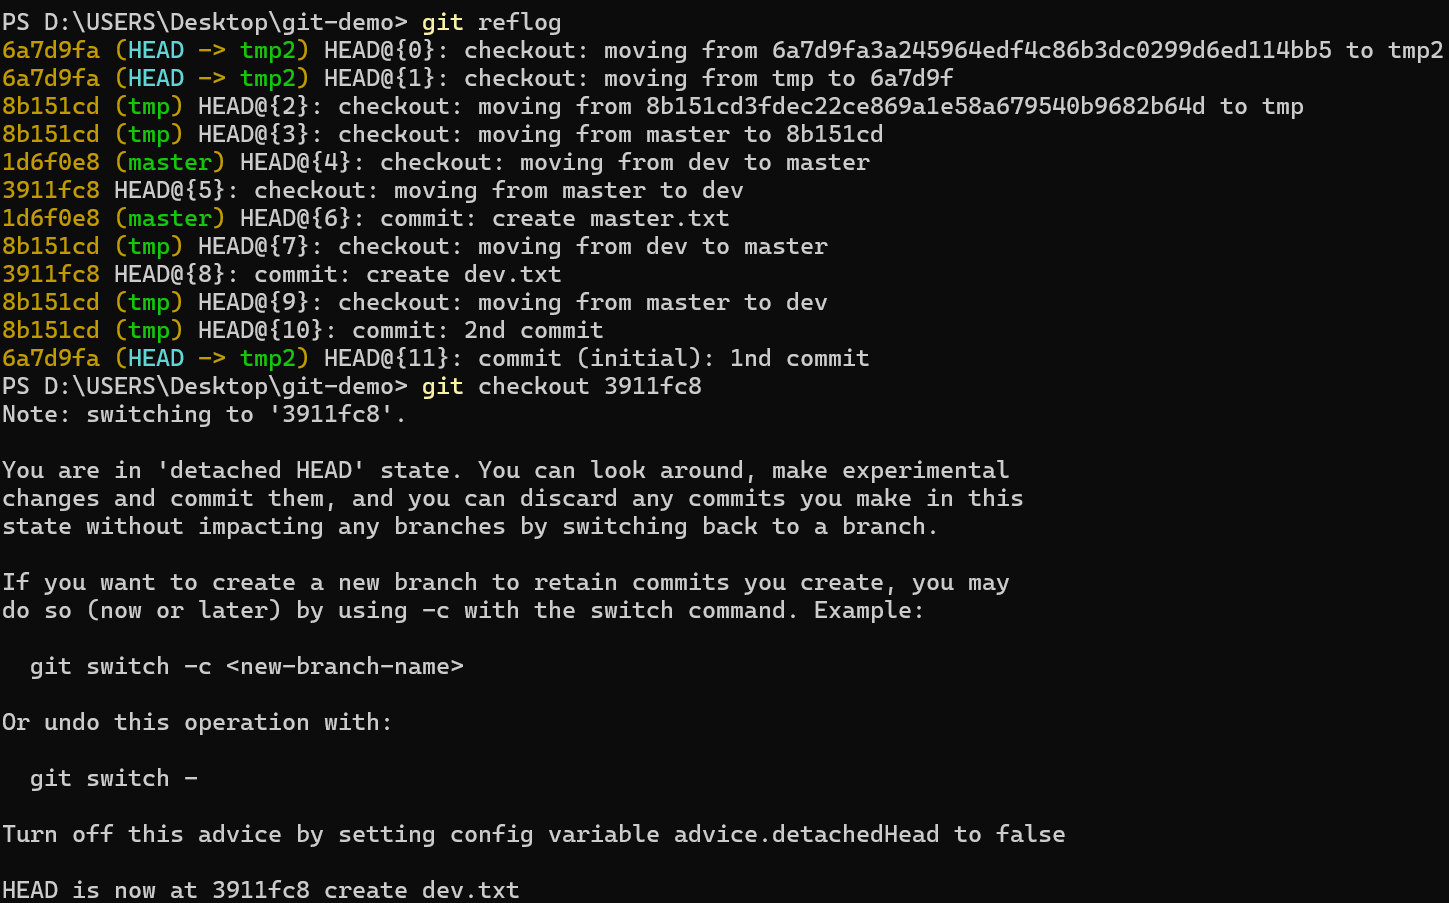 PS D:\USERS\Desktop\git-demo> git reflog
6a7d9fa (HEAD -> tmp2) HEAD@{0}: checkout: moving from 6a7d9fa3a245964edf4c86b3dc0299d6ed114bb5 to tmp2
6a7d9fa (HEAD -> tmp2) HEAD@{1}: checkout: moving from tmp to 6a7d9f
8b151cd (tmp) HEAD@{2}: checkout: moving from 8b151cd3fdec22ce869a1e58a679540b9682b64d to tmp
8b151cd (tmp) HEAD@{3}: checkout: moving from master to 8b151cd
1d6f0e8 (master) HEAD@{4}: checkout: moving from dev to master
3911fc8 HEAD@{5}: checkout: moving from master to dev
1d6f0e8 (master) HEAD@{6}: commit: create master.txt
8b151cd (tmp) HEAD@{7}: checkout: moving from dev to master
3911fc8 HEAD@{8}: commit: create dev.txt
8b151cd (tmp) HEAD@{9}: checkout: moving from master to dev
8b151cd (tmp) HEAD@{10}: commit: 2nd commit
6a7d9fa (HEAD -> tmp2) HEAD@{11}: commit (initial): 1nd commit
PS D:\USERS\Desktop\git-demo> git checkout 3911fc8
Note: switching to '3911fc8'.

You are in 'detached HEAD' state. You can look around, make experimental
changes and commit them, and you can discard any commits you make in this
state without impacting any branches by switching back to a branch.

If you want to create a new branch to retain commits you create, you may
do so (now or later) by using -c with the switch command. Example:

  git switch -c <new-branch-name>

Or undo this operation with:

  git switch -

Turn off this advice by setting config variable advice.detachedHead to false

HEAD is now at 3911fc8 create dev.txt